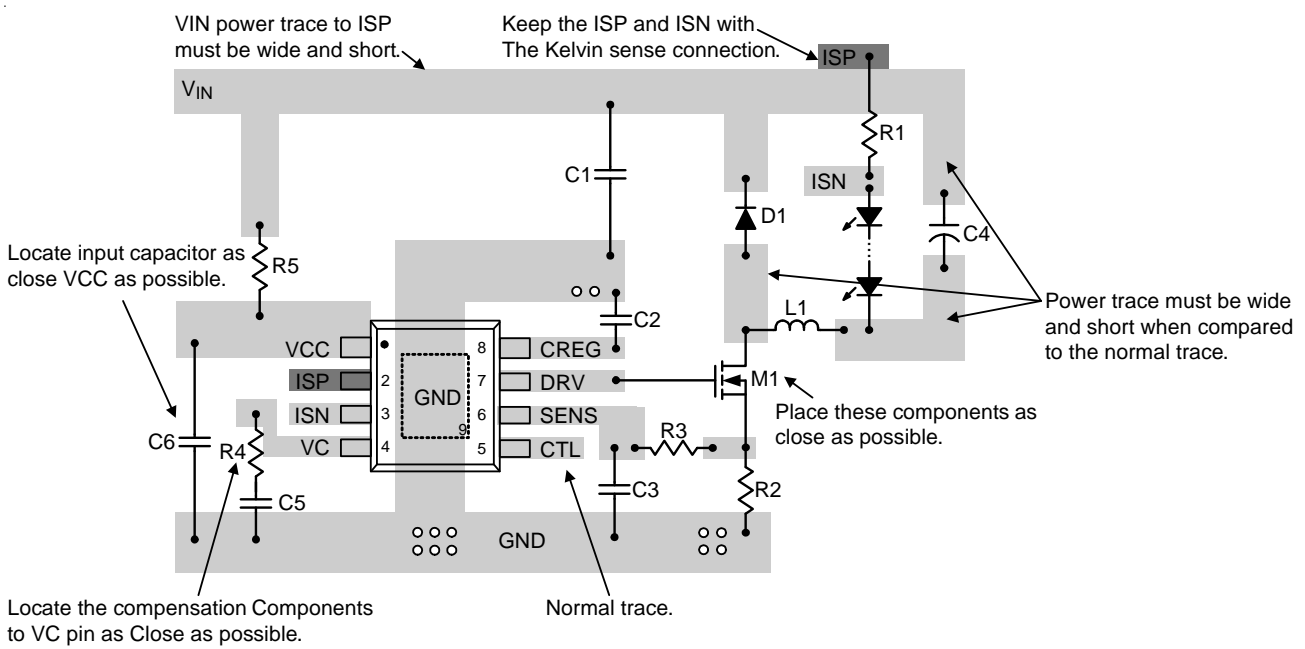 VIN power trace to ISP
must be wide and short.
Keep the ISP and ISN with
The Kelvin sense connection.
ISP
VIN
R1
C1
ISN
D1
C4
Locate input capacitor as
close VCC as possible.
R5
Power trace must be wide
and short when compared
to the normal trace.
L1
C2
VCC
8
CREG
ISP
2
GND
7
DRV
M1
Place these components as
close as possible.
ISN
3
6
SENS
9
C6
R4
VC
4
5
CTL
R3
C5
C3
R2
GND
Locate the compensation Components
to VC pin as Close as possible.
Normal trace.